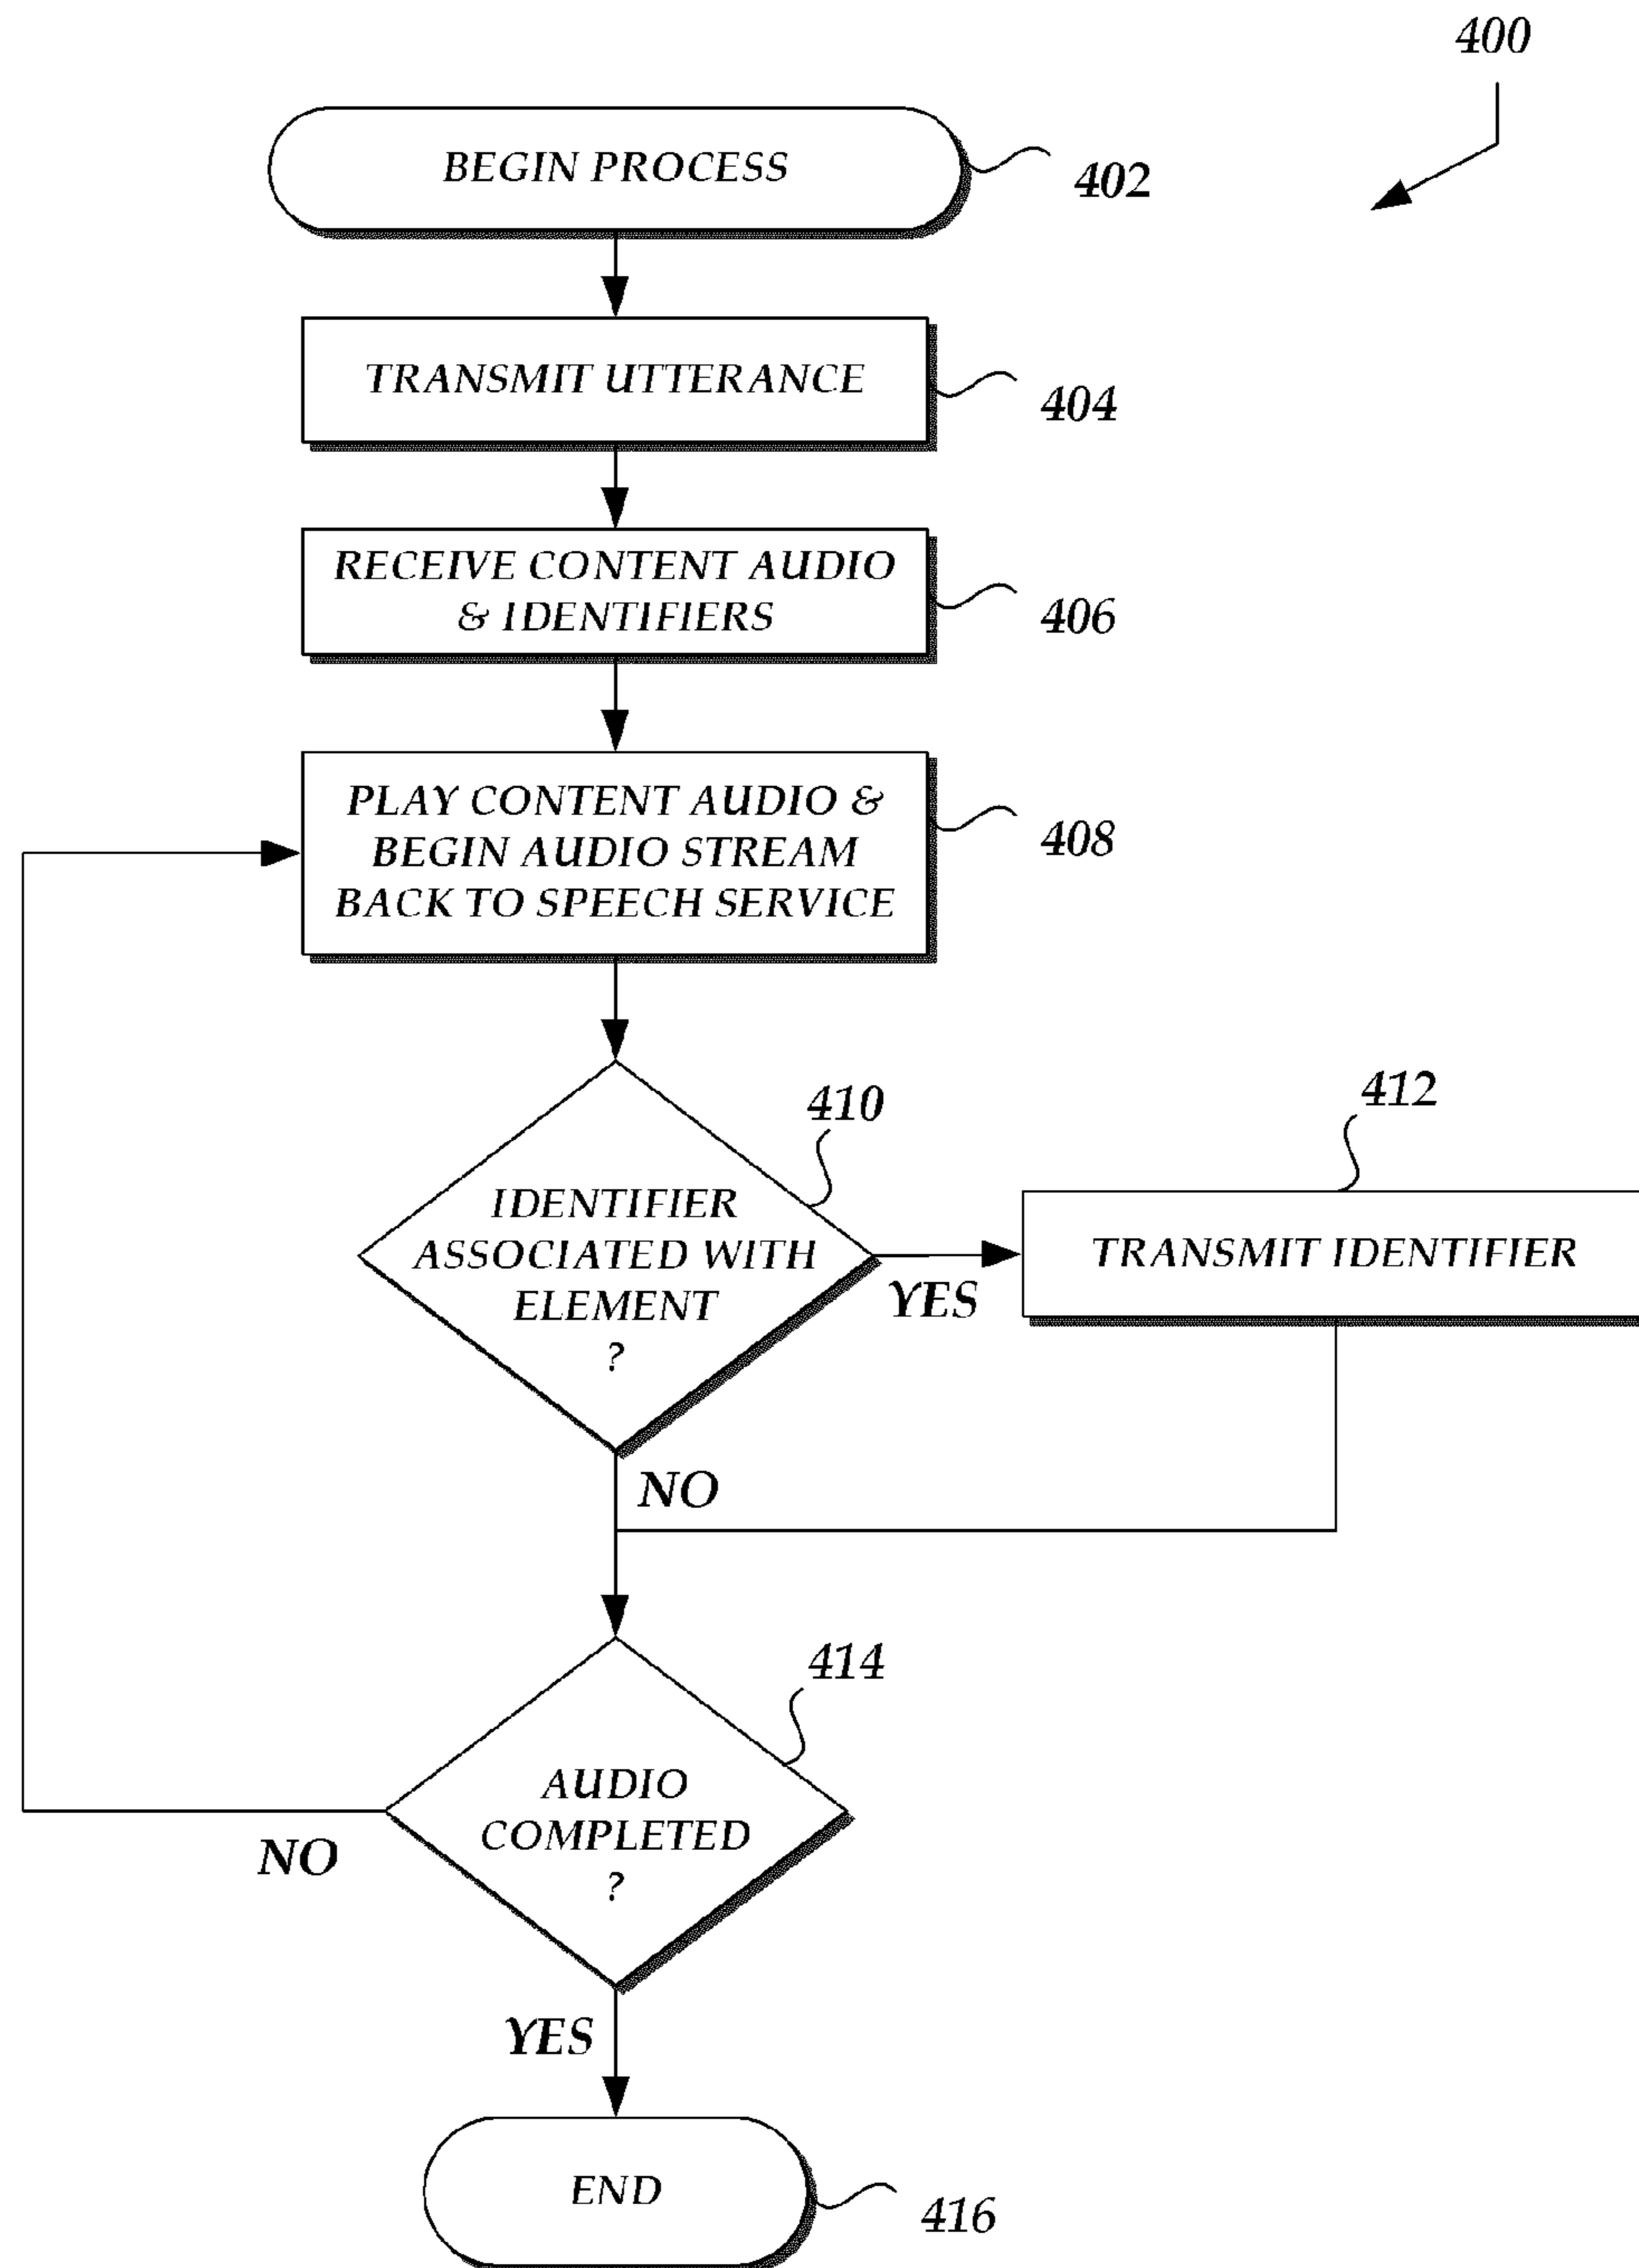 400
BEGIN PROCESS
402
TRANSMIT UTTERANCE
404
RECEIVE CONTENT AUDIO
& IDENTIFIERS
406
PLAY CONTENT AUDIO &
BEGIN AUDIO STREAM
BACK TO SPEECH SERVICE
408
410
IDENTIFIER
ASSOCIATED WITH
ELEMENT
?
YES
412
TRANSMIT IDENTIFIER
NO
414
AUDIO
COMPLETED
?
NO
YES
END
416